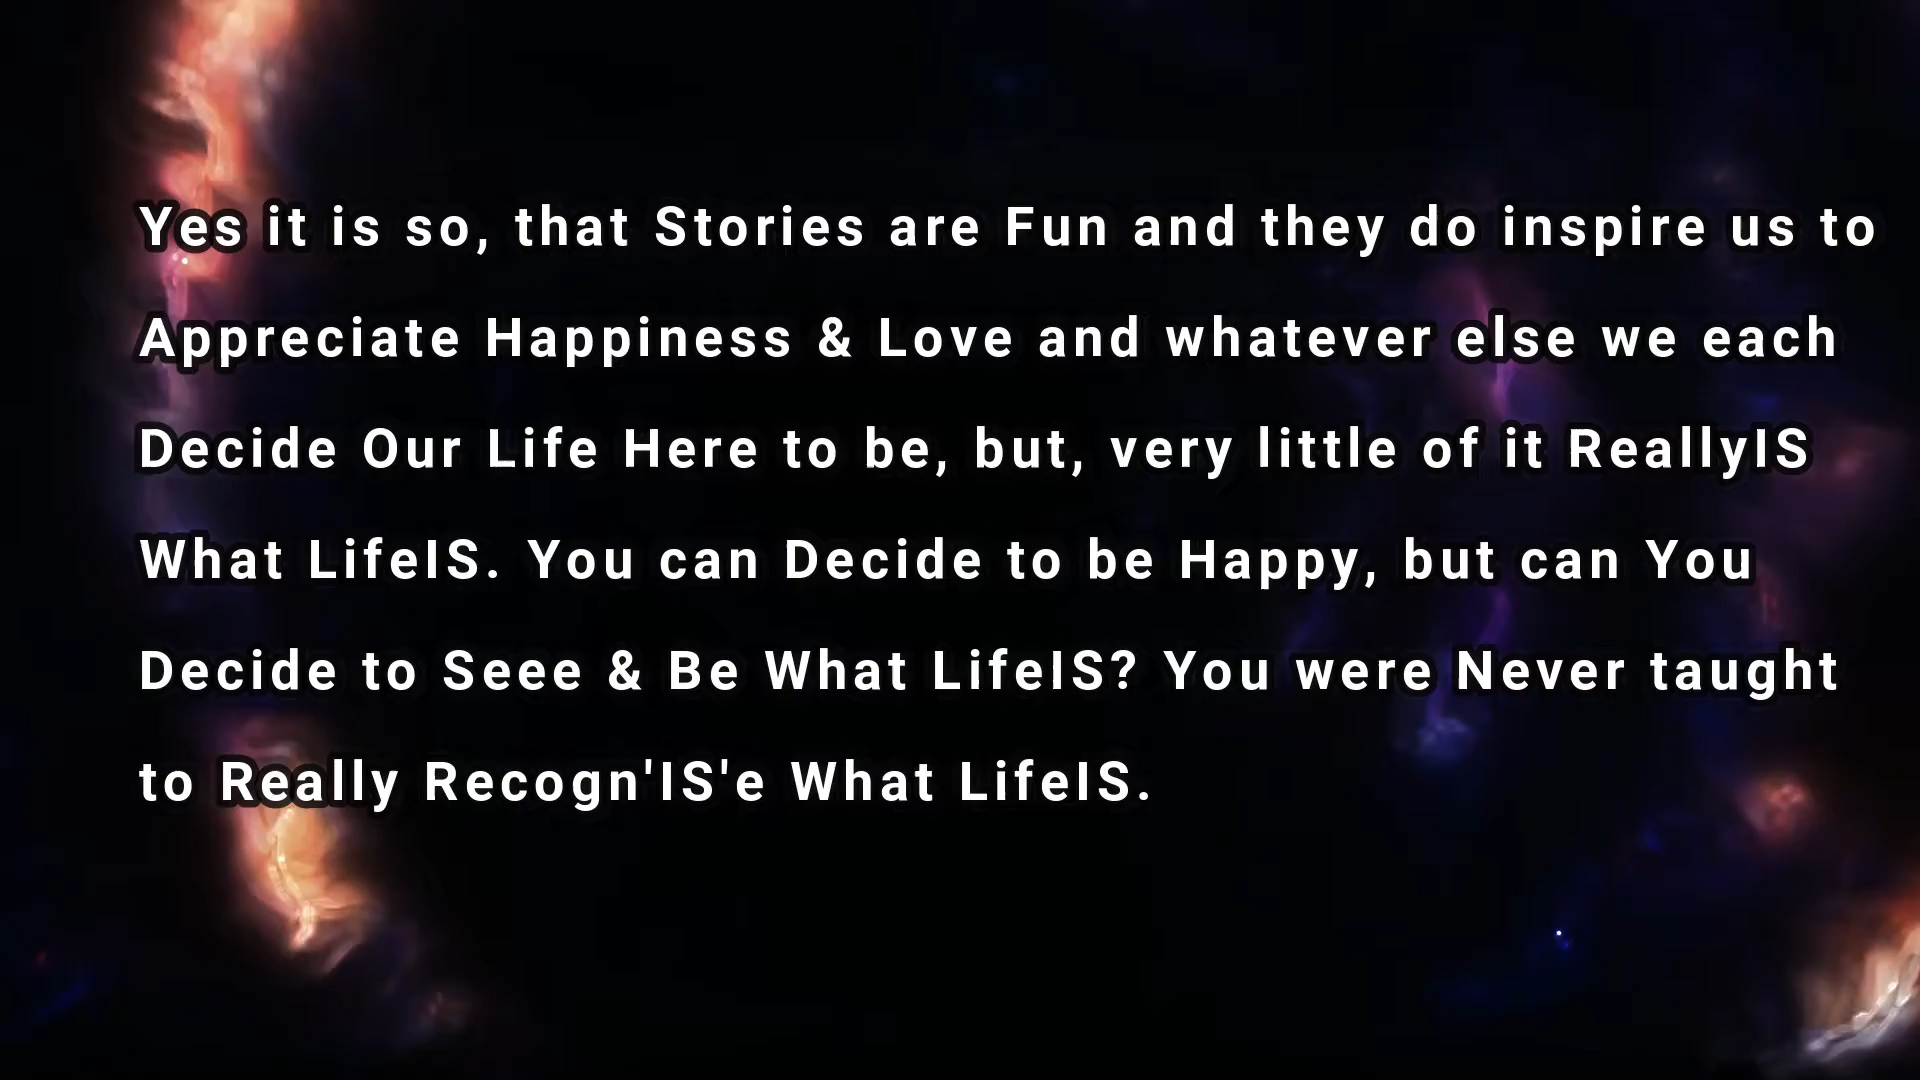 Yes it is so, that Stories are Fun and they do inspire us to
Appreciate Happiness & Love and whatever else we each
Decide Our Life Here to be, but, very little of it ReallyIS
What LifeIS. You can Decide to be Happy, but can You
Decide to Seee & Be What LifeIS? You were Never taught
to Really Recogn'IS'e What LifeIS.